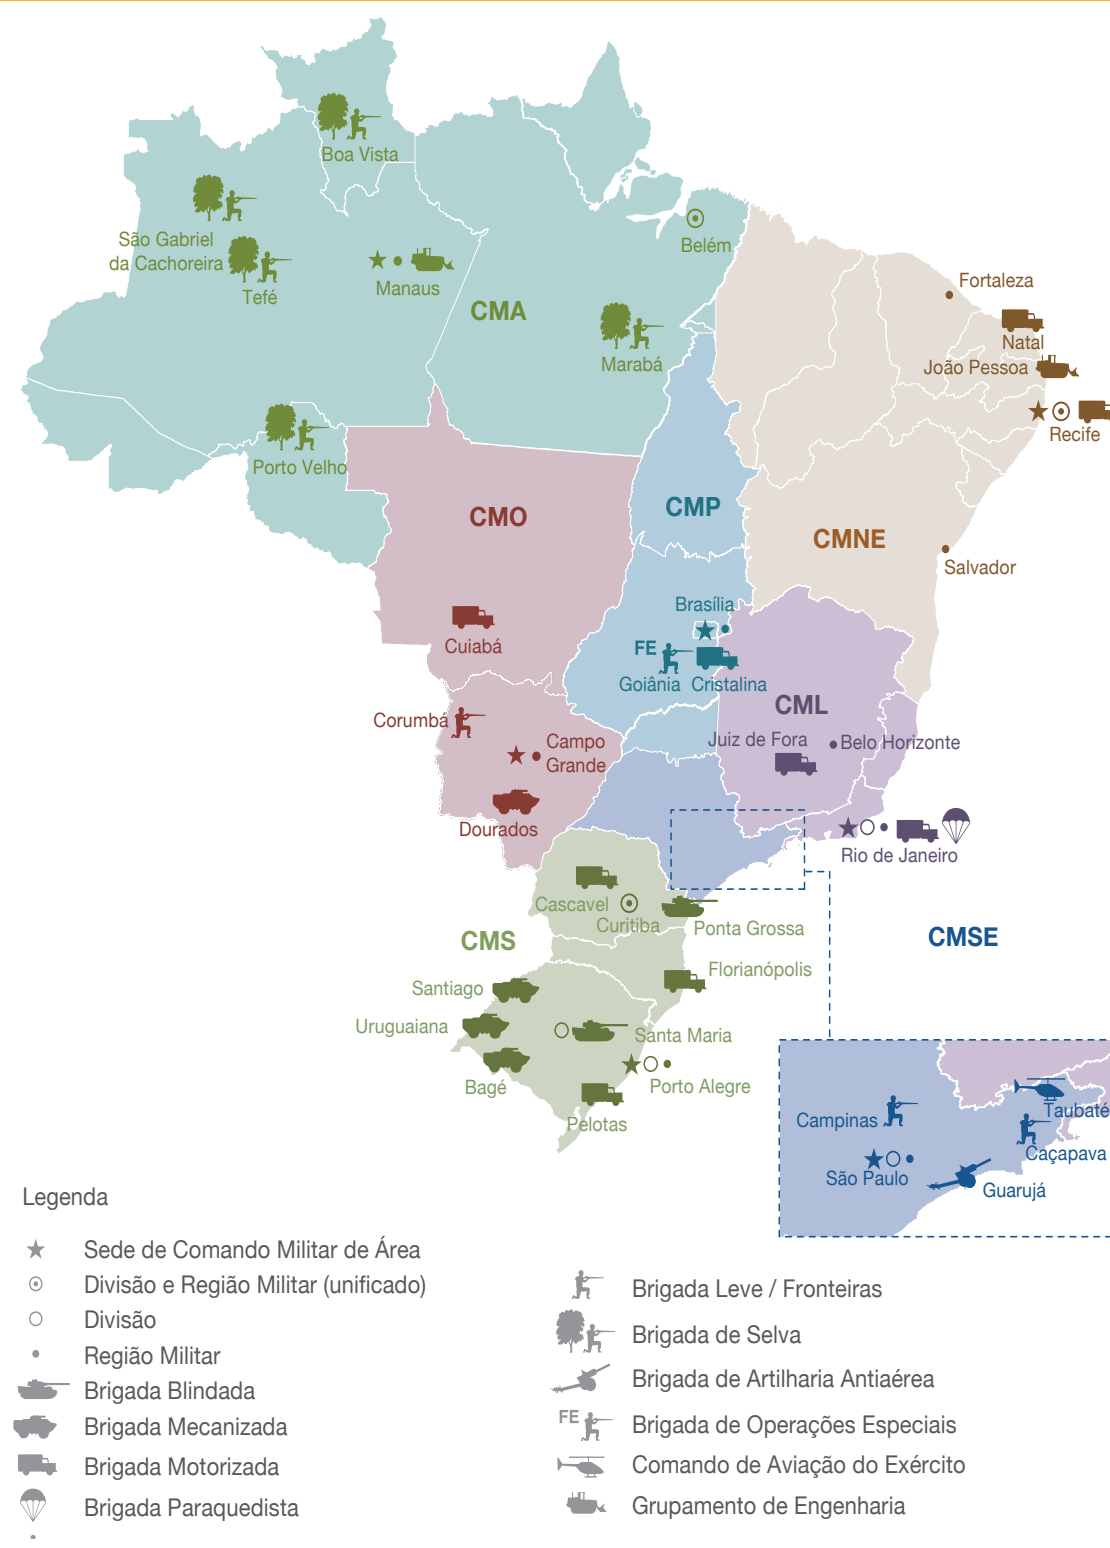 Boa Vista
São Gabriel
da Cachoreira
Tefé
Manaus
Belém
CMA
Marabá
Porto Velho
Fortaleza
Natal
João Pessoa
Recife
CMO
CMP
CMNE
Salvador
Cuiabá
Brasília
FE
Goiânia
Cristalina
CML
Corumbá
Campo
Grande
Juiz de Fora
Belo Horizonte
Dourados
Rio de Janeiro
Cascavel
Curitiba
Ponta Grossa
CMS
CMSE
Florianópolis
Santiago
Uruguaiana
Santa Maria
Bagé
Porto Alegre
Pelotas
Campinas
Taubaté
Caçapava
São Paulo
Guarujá
Legenda
Sede de Comando Militar de Área
Divisão e Região Militar (unificado)
Divisão
Região Militar
Brigada Blindada
Brigada Mecanizada
Brigada Motorizada
Brigada Paraquedista
Brigada Leve / Fronteiras
Brigada de Selva
Brigada de Artilharia Antiaérea
FE
Brigada de Operações Especiais
Comando de Aviação do Exército
Grupamento de Engenharia